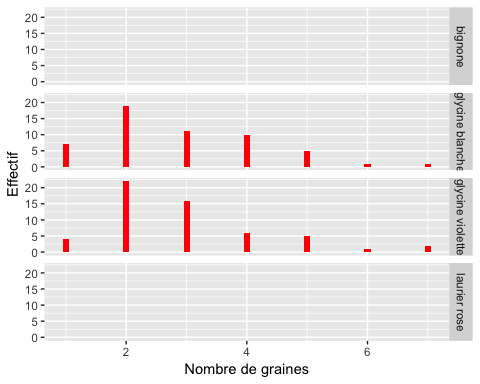 Effectif
20
15
10
5
0
bignone
20
15
10
5
0
glycine blanche
20
15
10
5
0
glycine violette
20
15
10
5
0
laurier rose
2 4 6
Nombre de graines